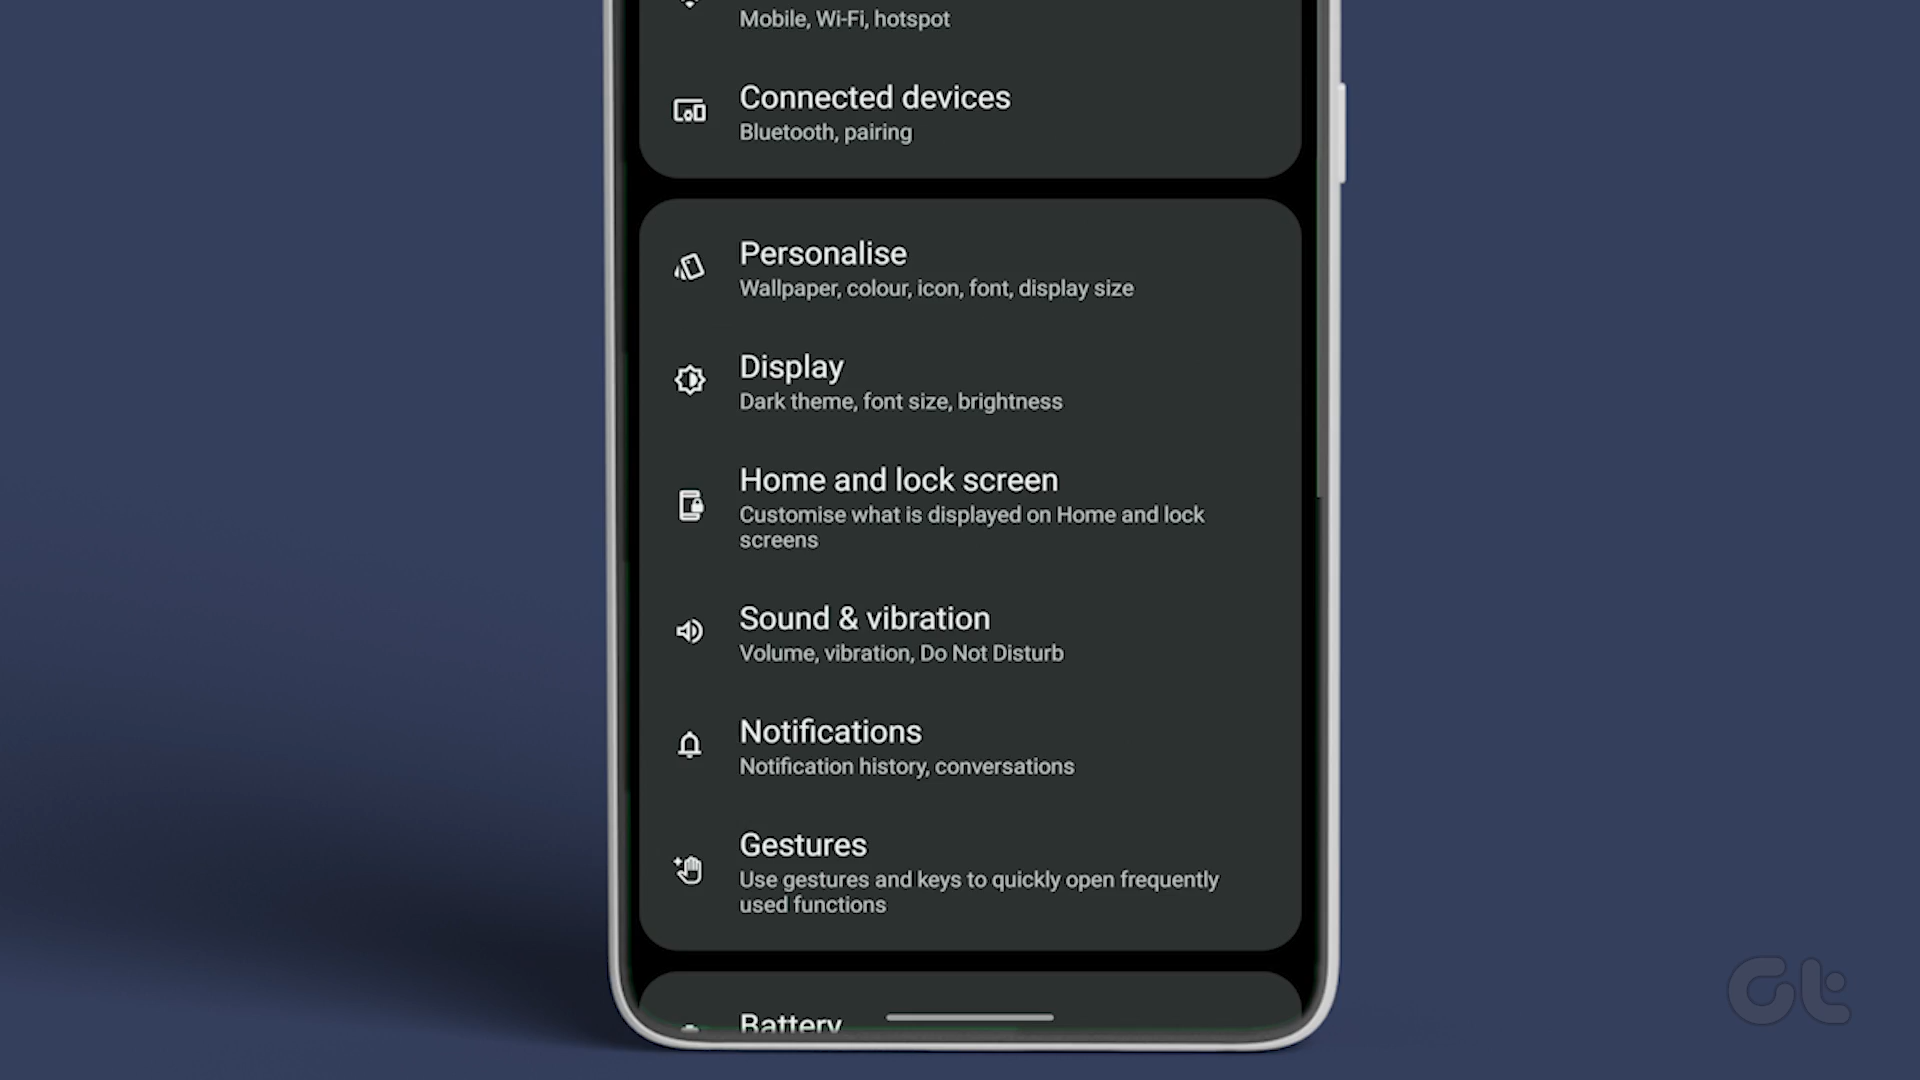 Mobile, Wi-Fi, hotspot
Connected devices
Bluetooth, pairing
Personalise
Wallpaper, colour, icon, font, display size
Display
Dark theme, font size, brightness
Home and lock screen
Customise what is displayed on Home and lock
screens
Sound & vibration
Volume, vibration, Do Not Disturb
Notifications
Notification history, conversations
Gestures
Use gestures and keys to quickly open frequently
used functions
Battery
Gt